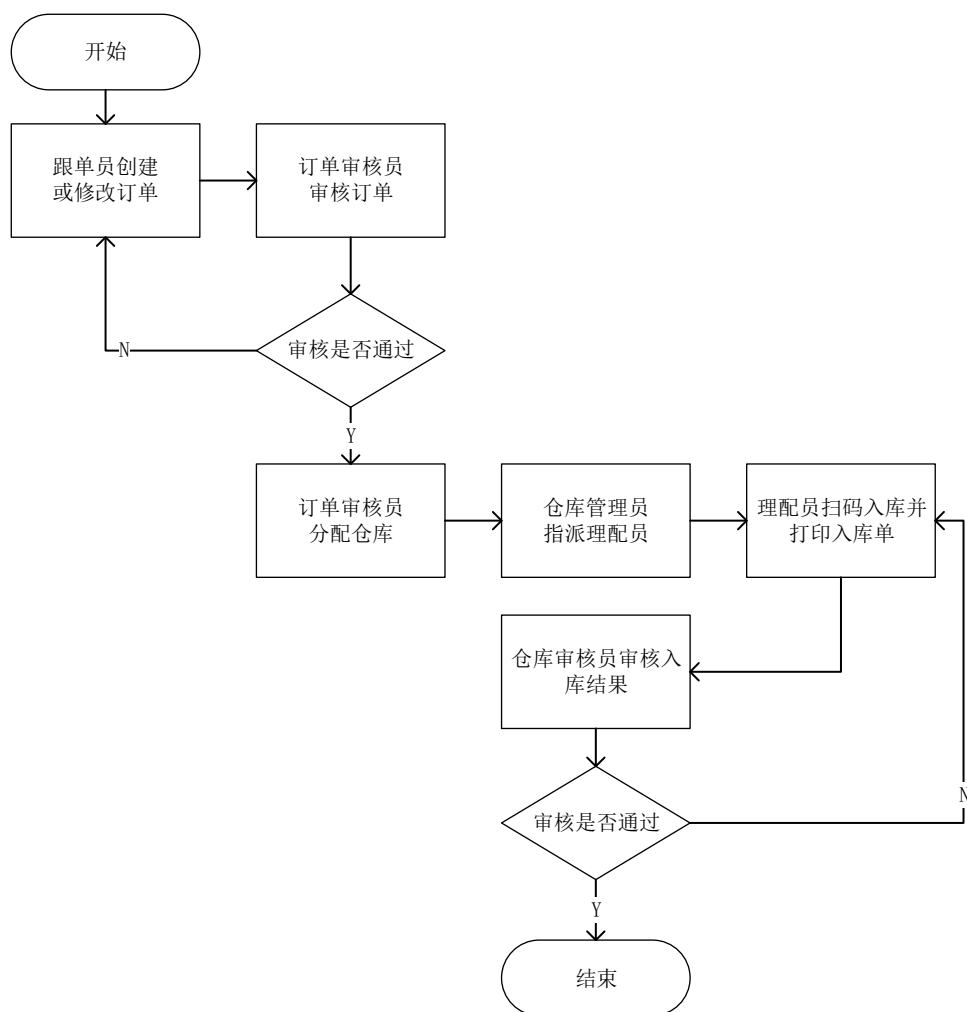 开始
跟单员创建
或修改订单
订单审核员
审核订单
审核是否通过
N
Y
订单审核员
分配仓库
仓库管理员
指派理配员
理配员扫码入库并
打印入库单
仓库审核员审核入
库结果
审核是否通过
N
Y
结束